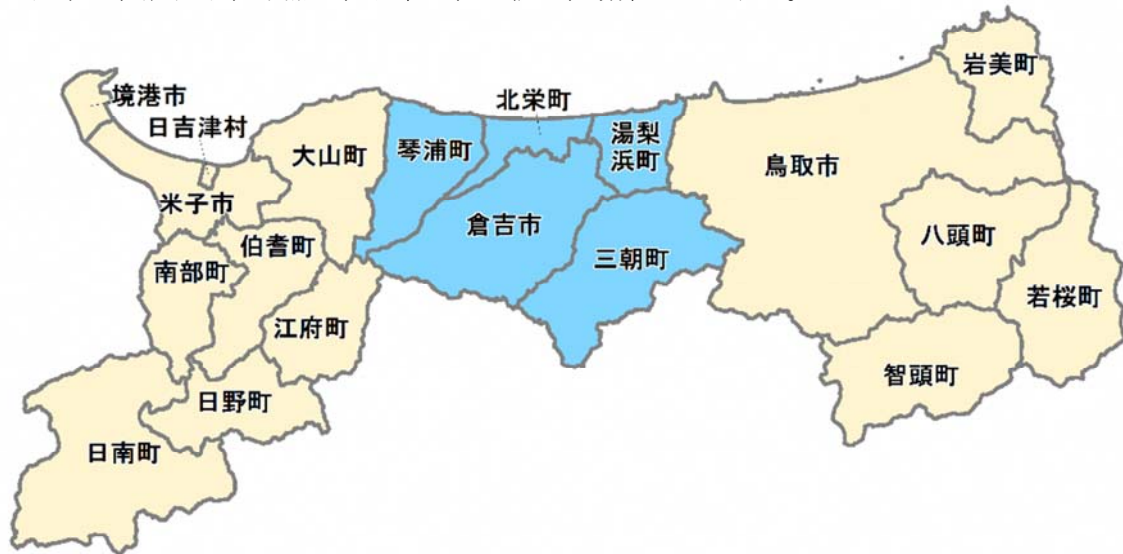 岩美町
境港市
北栄町
日吉津村
大山町
琴浦町
湯梨
浜町
鳥取市
米子市
倉吉市
八頭町
伯耆町
三朝町
南部町
若桜町
江府町
智頭町
日野町
日南町